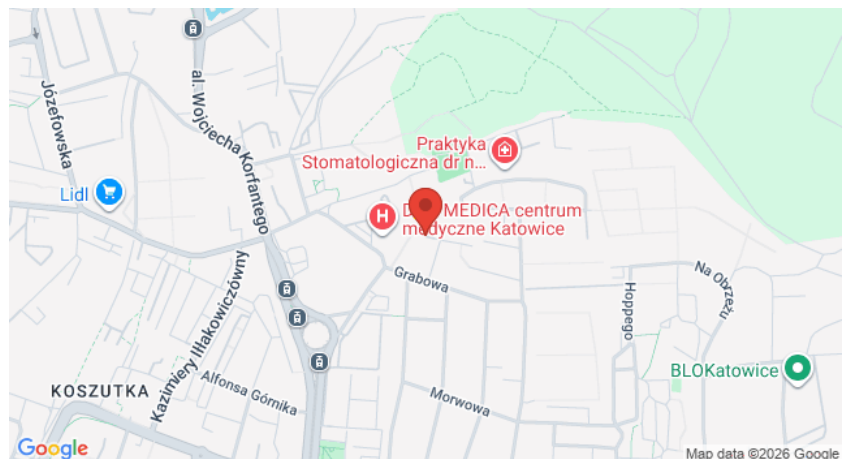 Józefowska
al. Wojciecha Korfantego
Praktyka
Stomatologiczna dr n...
Lidl
H
MEDICA centrum
medyczne Katowice
Kazimiery Iłłakowiczówny
Grabowa
Na Obrzeżu
Hoppego
BLOKatowice
KOSZUTKA
Alfonsa Górnika
Morwowa
Google
Map data ©2026 Google